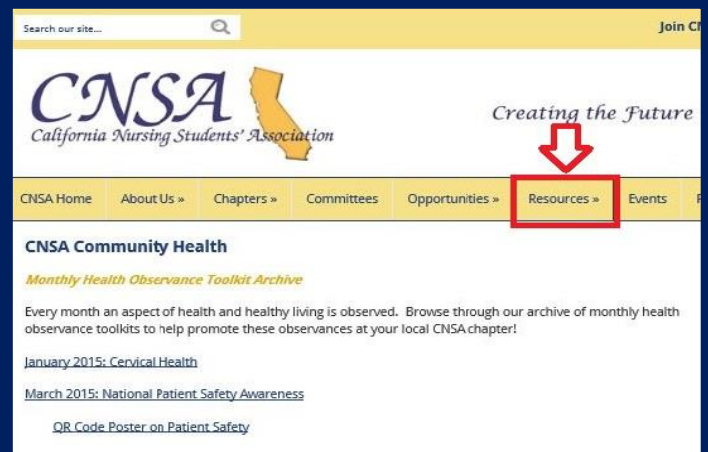 Search our site...
Join C
CNSA
California Nursing Students' Association
Creating the Future
CNSA Home About Us » Chapters » Committees Opportunities » Resources » Events
CNSA Community Health
Monthly Health Observance Toolkit Archive
Every month an aspect of health and healthy living is observed. Browse through our archive of monthly health
observance toolkits to help promote these observances at your local CNSA chapter!
January 2015: Cervical Health
March 2015: National Patient Safety Awareness
QR Code Poster on Patient Safety